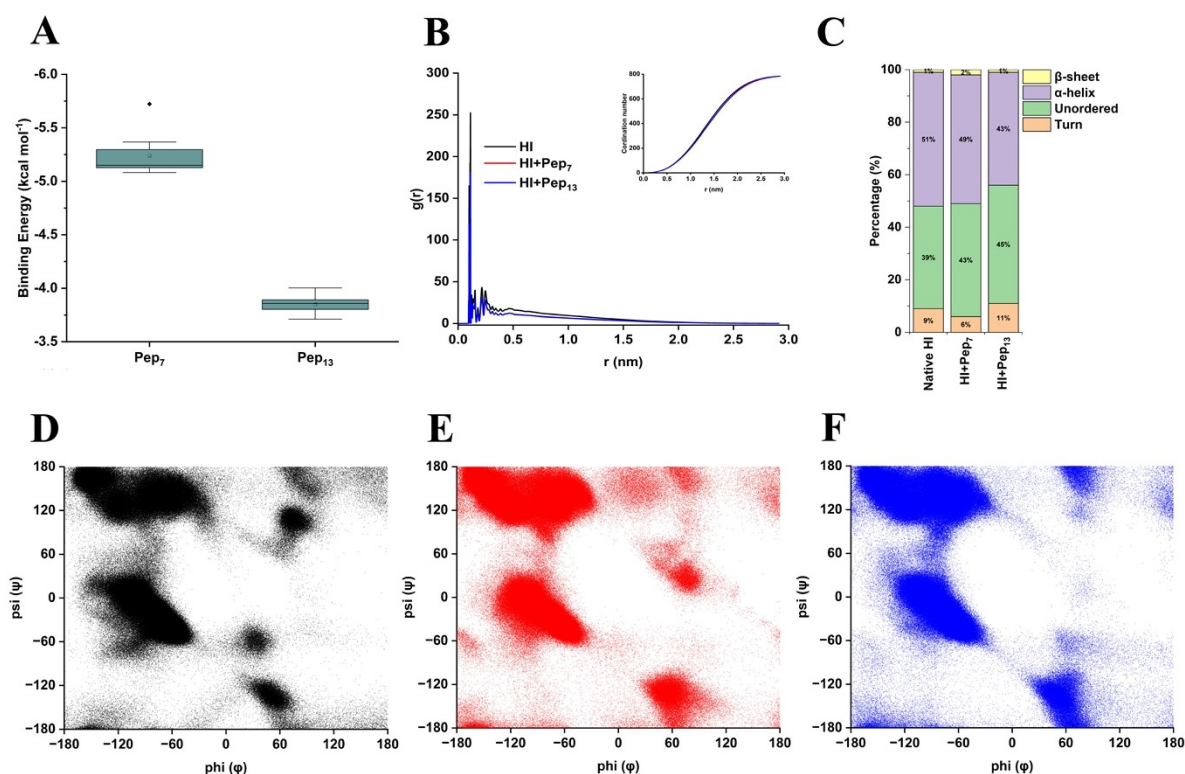 A
Binding Energy (kcal mol⁻¹)
-6.0
-5.5
-5.0
-4.5
-4.0
-3.5
Pep₇
Pep₁₃
B
g(r)
300
250
200
150
100
50
0
0.0 0.5 1.0 1.5 2.0 2.5 3.0
r (nm)
HI
HI+Pep₇
HI+Pep₁₃
Cordination number
800
600
400
200
0
0.0 0.5 1.0 1.5 2.0 2.5 3.0
r (nm)
C
Percentage (%)
100
80
60
40
20
0
1% 2% 1%
51% 49% 43%
39% 43% 45%
9% 6% 11%
Native HI
HI+Pep₇
HI+Pep₁₃
β-sheet
α-helix
Unordered
Turn
D
psi (ψ)
180
120
60
0
−60
−120
−180
−180 −120 −60 0 60 120 180
phi (φ)
E
psi (ψ)
180
120
60
0
−60
−120
−180
−180 −120 −60 0 60 120 180
phi (φ)
F
psi (ψ)
180
120
60
0
−60
−120
−180
−180 −120 −60 0 60 120 180
phi (φ)